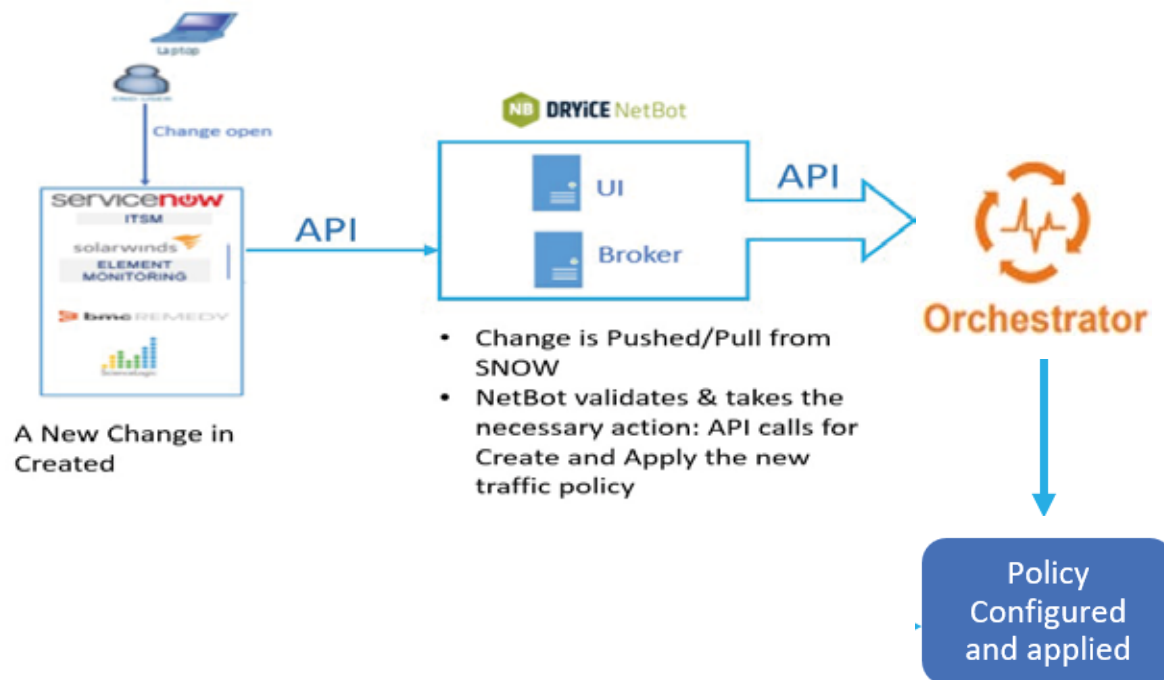 Laptop
END USER
Change open
servicenow
ITSM
solarwinds
ELEMENT
MONITORING
bmc REMEDY
ScienceLogic
A New Change in
Created
API
NB DRYiCE NetBot
UI
Broker
• Change is Pushed/Pull from
SNOW
• NetBot validates & takes the
necessary action: API calls for
Create and Apply the new
traffic policy
API
Orchestrator
Policy
Configured
and applied